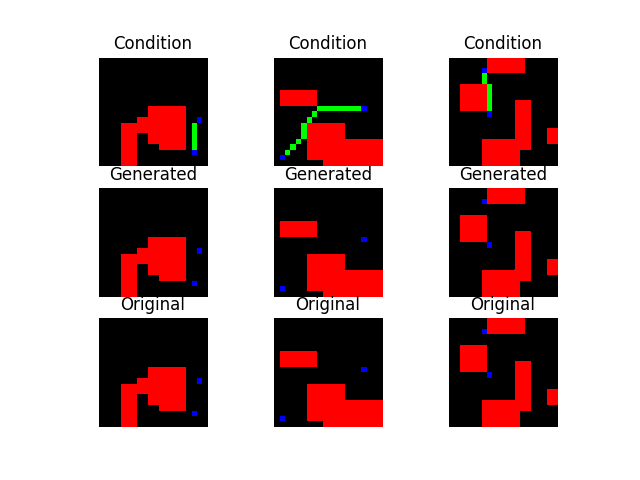 Condition Condition Condition
Generated Generated Generated
Original Original Original